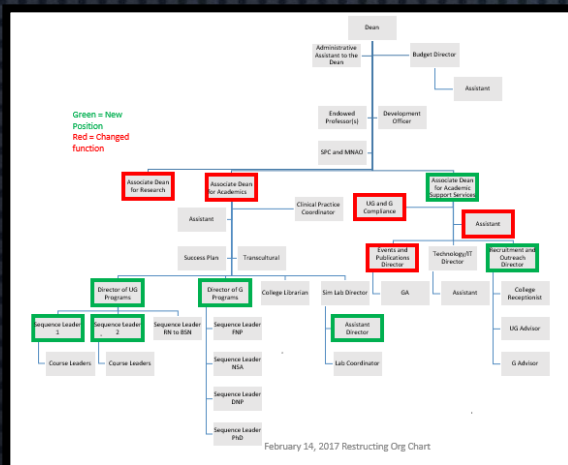 Dean
Administrative
Assistant to the
Dean
Budget Director
Assistant
Green = New
Position
Red = Changed
function
Endowed
Professor(s)
Development
Officer
SPC and MNAO
Associate Dean
for Research
Associate Dean
for Academics
Associate Dean
for Academic
Support Services
Clinical Practice
Coordinator
UG and G
Compliance
Assistant
Assistant
Success Plan
Transcultural
Events and
Publications
Director
Technology/IT
Director
Recruitment and
Outreach
Director
Director of UG
Programs
Director of G
Programs
College Librarian
Sim Lab Director
GA
Assistant
College
Receptionist
Sequence Leader
1
Sequence Leader
2
Sequence Leader
RN to BSN
Sequence Leader
FNP
Assistant
Director
UG Advisor
Course Leaders
Course Leaders
Sequence Leader
NSA
Lab Coordinator
G Advisor
Sequence Leader
DNP
Sequence Leader
PhD
February 14, 2017 Restructing Org Chart